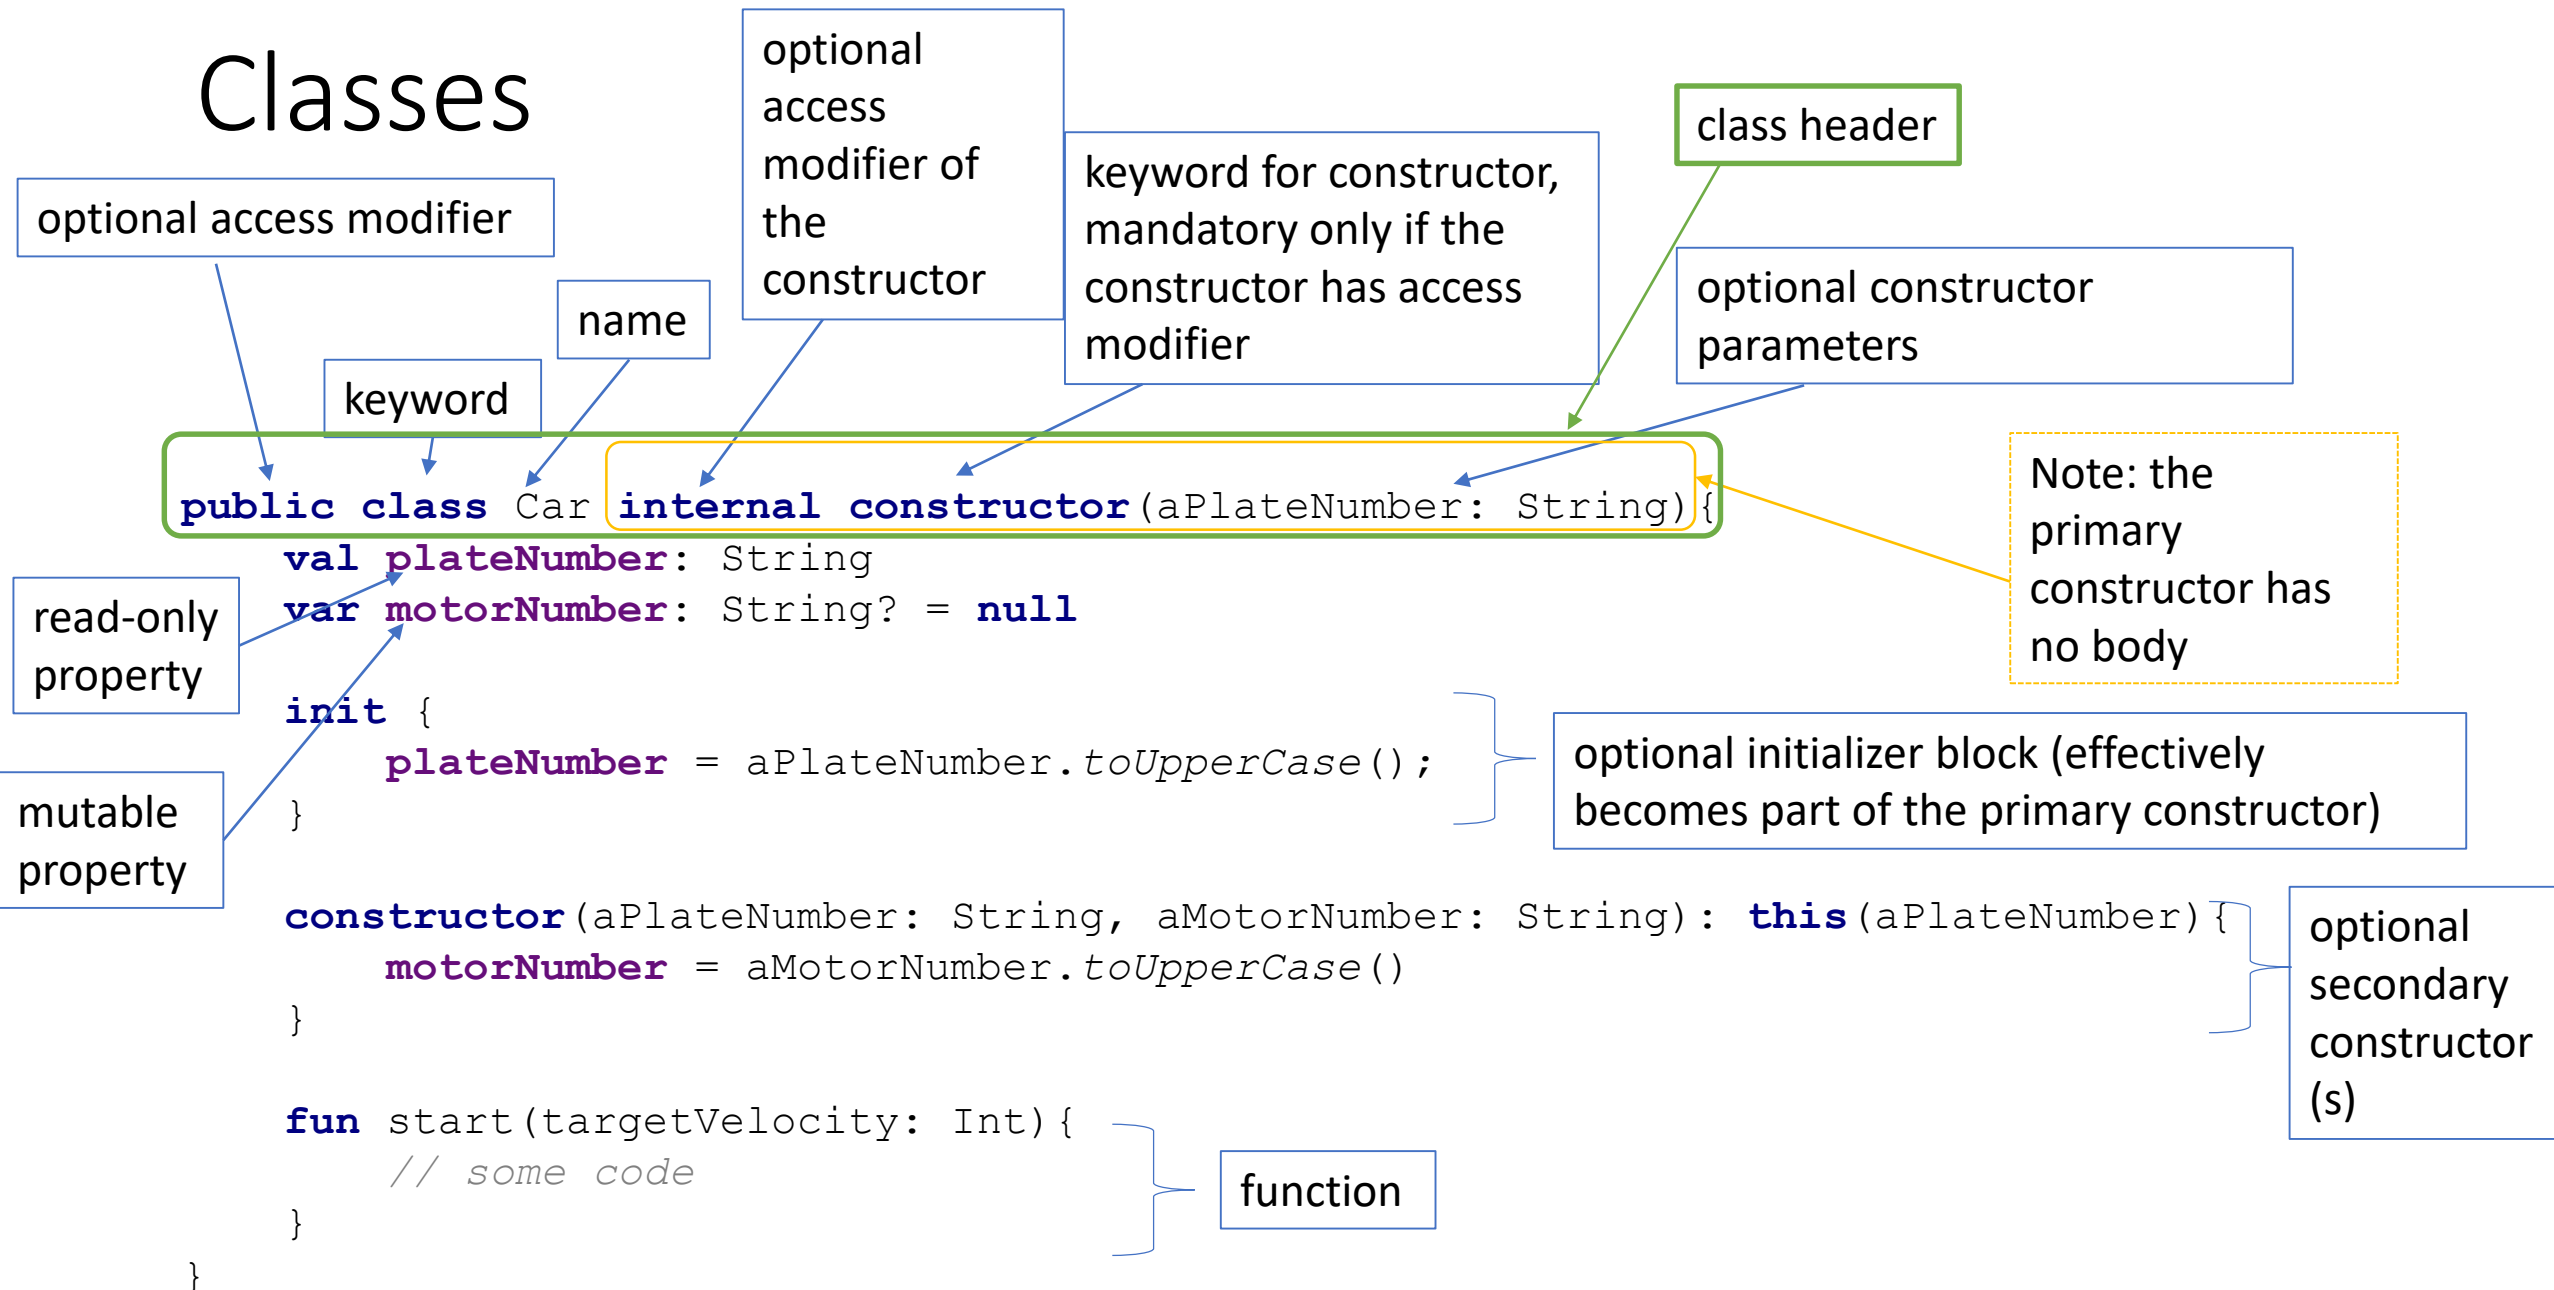 Classes
optional access modifier
keyword
name
optional
access
modifier of
the
constructor
keyword for constructor,
mandatory only if the
constructor has access
modifier
class header
optional constructor
parameters
public class Car internal constructor(aPlateNumber: String){
val plateNumber: String
var motorNumber: String? = null
init {
plateNumber = aPlateNumber.toUpperCase();
}
constructor(aPlateNumber: String, aMotorNumber: String): this(aPlateNumber){
motorNumber = aMotorNumber.toUpperCase()
}
fun start(targetVelocity: Int){
// some code
}
}
Note: the
primary
constructor has
no body
read-only
property
mutable
property
optional initializer block (effectively
becomes part of the primary constructor)
optional
secondary
constructor
(s)
function